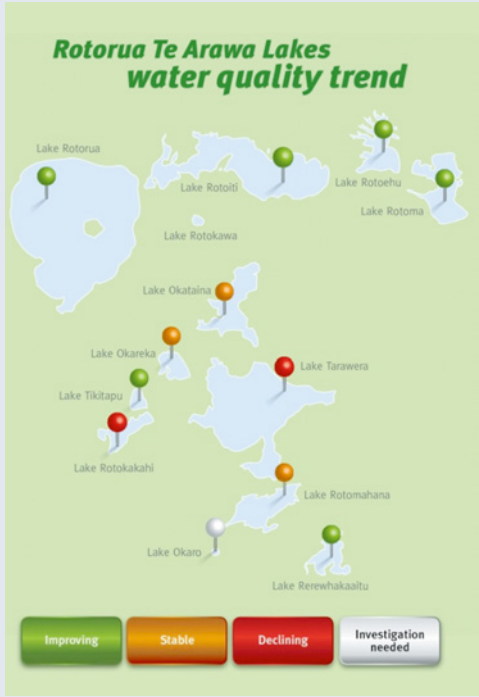 Rotorua Te Arawa Lakes
water quality trend
Lake Rotorua
Lake Rotoiti
Lake Rotoehu
Lake Rotoma
Lake Rotokawa
Lake Okataina
Lake Okareka
Lake Tarawera
Lake Tikitapu
Lake Rotokakahi
Lake Rotomahana
Lake Okaro
Lake Rerewhakaaitu
Improving
Stable
Declining
Investigation
needed